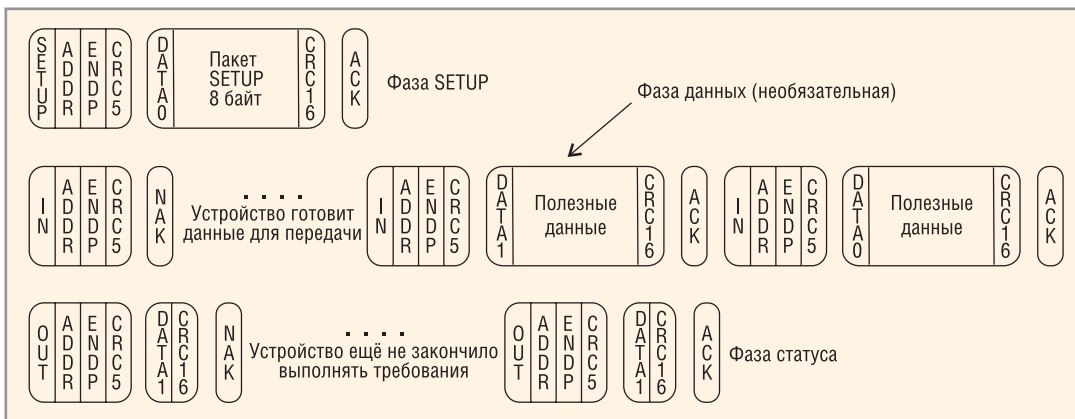 SETUP ADDR ENDP CRC5 DATA0 Пакет SETUP 8 байт CRC16 ACK Фаза SETUP
Фаза данных (необязательная)
IN ADDR ENDP CRC5 NAK . . . . Устройство готовит данные для передачи IN ADDR ENDP CRC5 DATA1 Полезные данные CRC16 ACK IN ADDR ENDP CRC5 DATA0 Полезные данные CRC16 ACK
OUT ADDR ENDP CRC5 DATA1 CRC16 NAK . . . . Устройство ещё не закончило выполнять требования OUT ADDR ENDP CRC5 DATA1 CRC16 ACK Фаза статуса